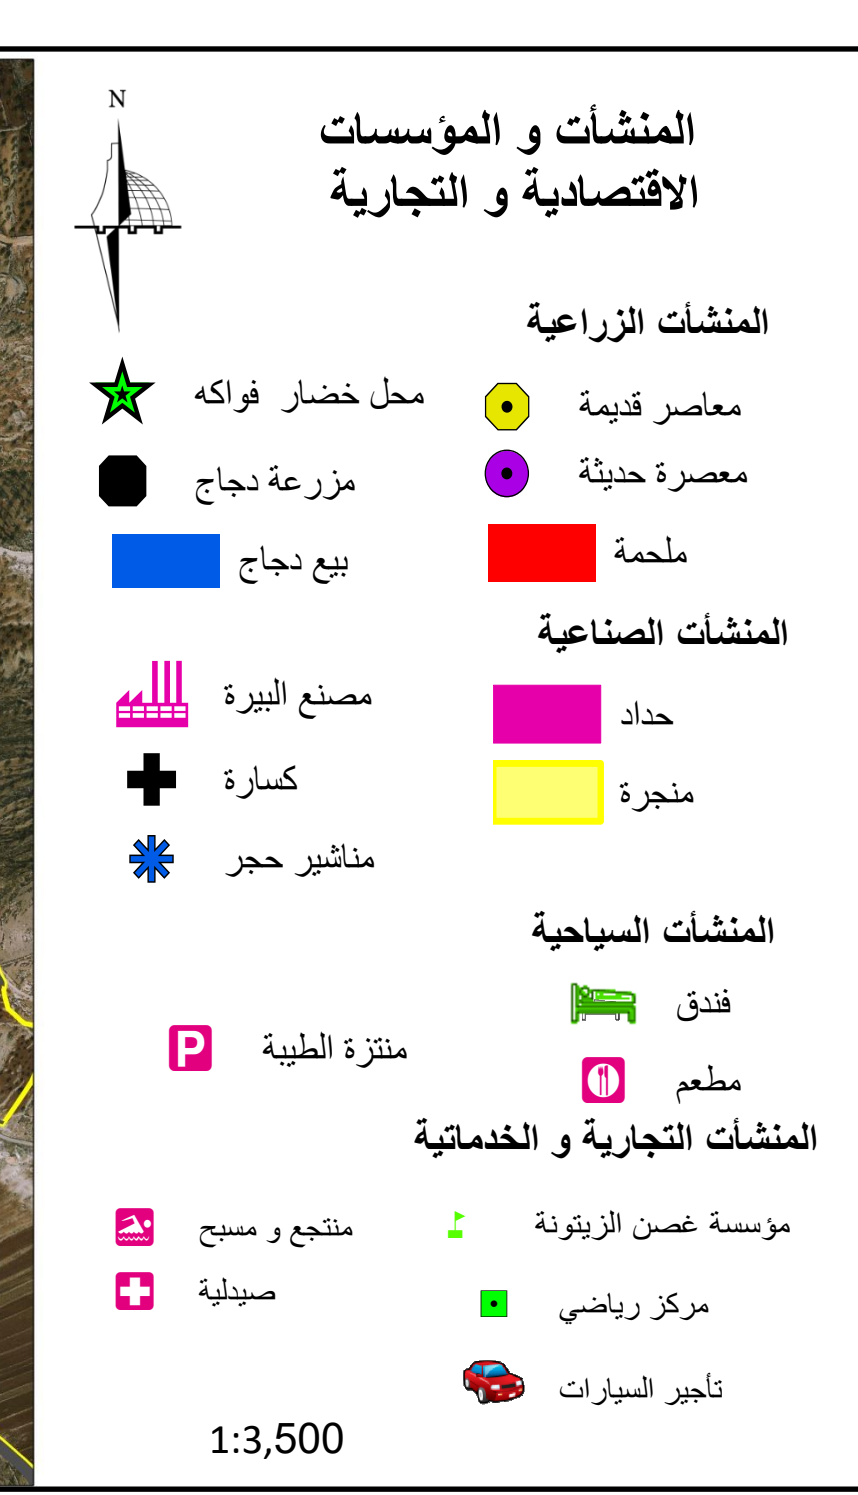 N
المنشأت و المؤسسات
الاقتصادية و التجارية
المنشأت الزراعية
معاصر قديمة
محل خضار فواكه
معصرة حديثة
مزرعة دجاج
ملحمة
بيع دجاج
المنشأت الصناعية
حداد
مصنع البيرة
منجرة
كسارة
مناشير حجر
المنشأت السياحية
فندق
منتزة الطيبة
P
مطعم
المنشأت التجارية و الخدماتية
مؤسسة غصن الزيتونة
منتجع و مسبح
مركز رياضي
صيدلية
تأجير السيارات
1:3,500